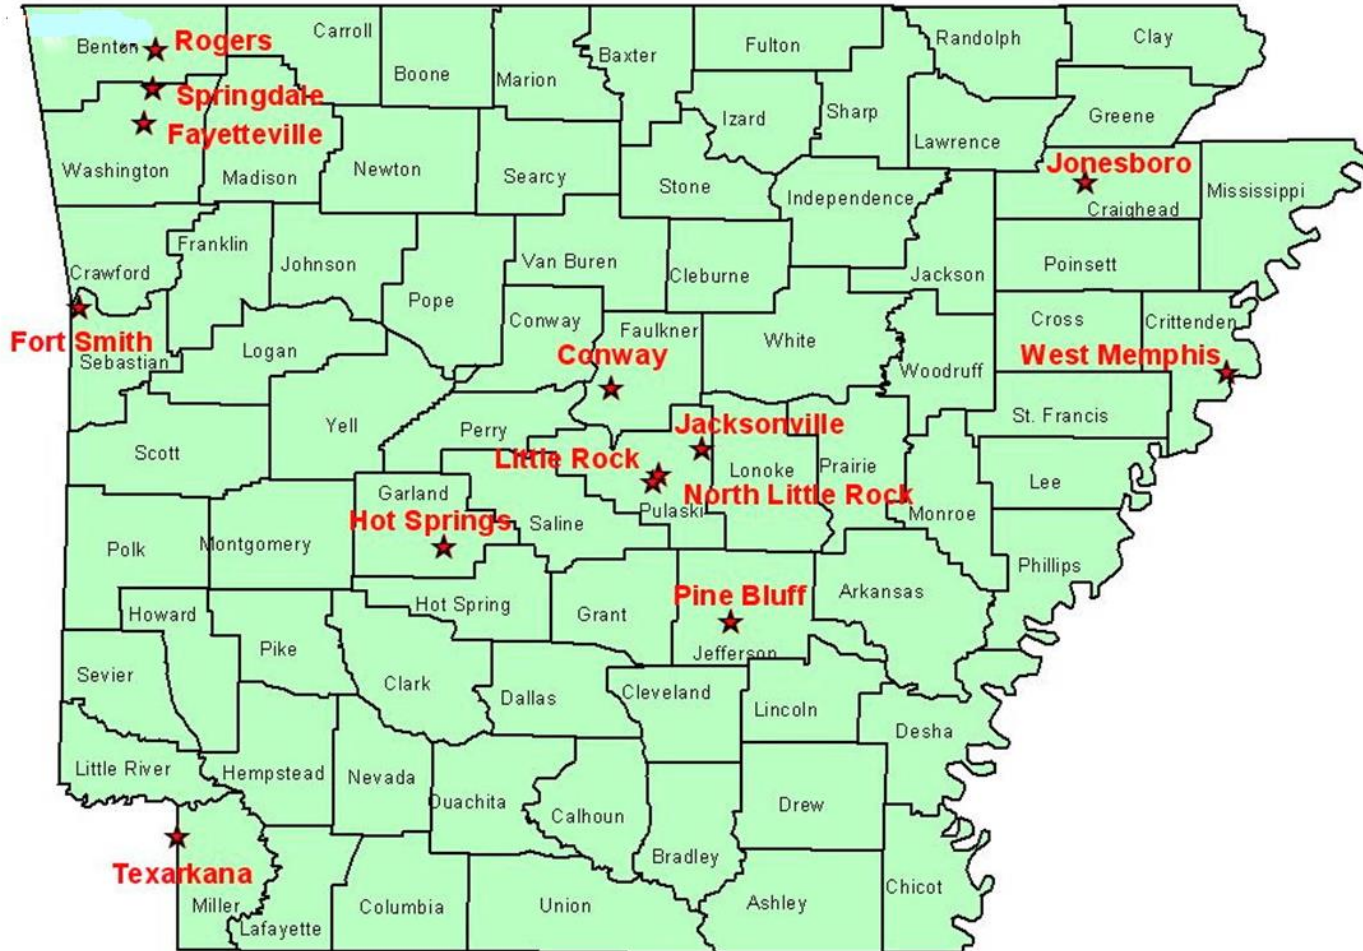 Carroll
Fulton
Randolph
Clay
Benton
Rogers
Boone
Marion
Baxter
Springdale
Izard
Sharp
Greene
Fayetteville
Lawrence
Washington
Madison
Newton
Searcy
Stone
Independence
Jonesboro
Craighead
Mississippi
Crawford
Franklin
Johnson
Pope
Van Buren
Cleburne
Jackson
Poinsett
Fort Smith
Sebastian
Logan
Conway
Faulkner
Conway
White
Woodruff
Cross
Crittenden
West Memphis
Scott
Yell
Perry
Little Rock
Jacksonville
Lonoke
Prairie
St. Francis
Lee
Garland
Hot Springs
Saline
Pulaski
North Little Rock
Monroe
Polk
Montgomery
Phillips
Howard
Pike
Hot Spring
Grant
Pine Bluff
Jefferson
Arkansas
Sevier
Clark
Dallas
Cleveland
Lincoln
Desha
Little River
Hempstead
Nevada
Ouachita
Calhoun
Drew
Texarkana
Miller
Lafayette
Columbia
Union
Bradley
Ashley
Chicot